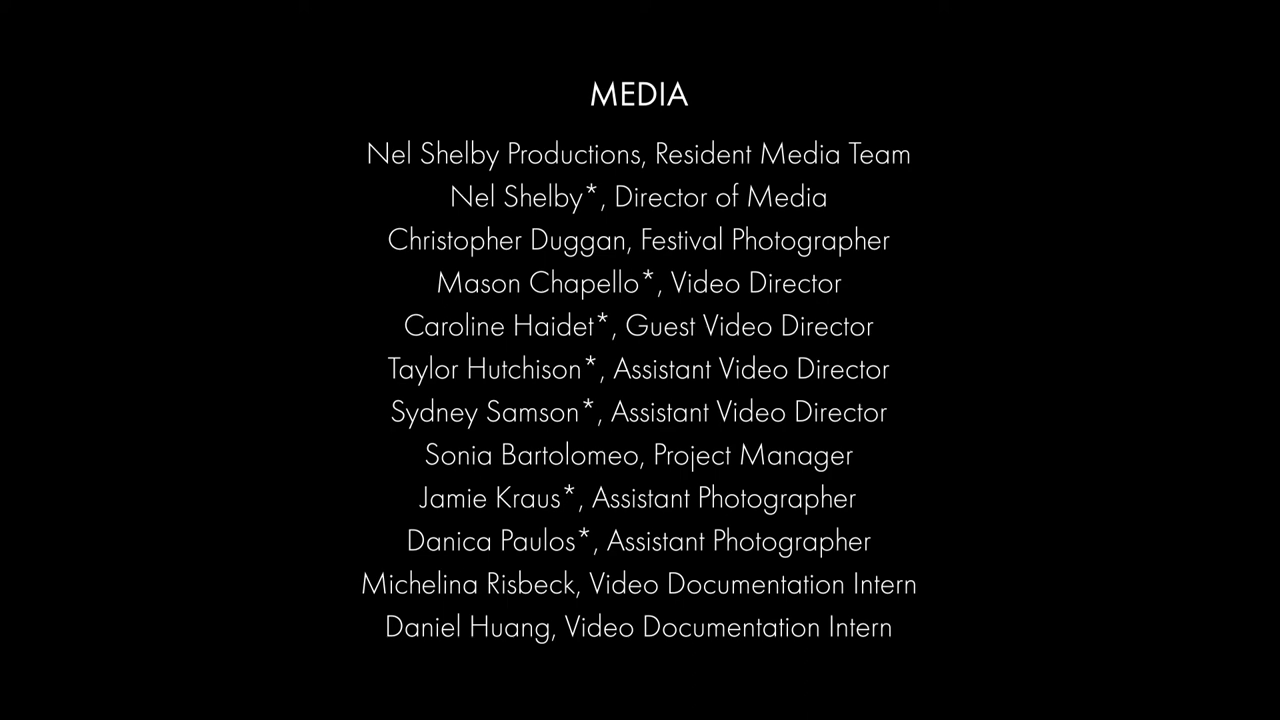 MEDIA
Nel Shelby Productions, Resident Media Team
Nel Shelby*, Director of Media
Christopher Duggan, Festival Photographer
Mason Chapello*, Video Director
Caroline Haidet*, Guest Video Director
Taylor Hutchison*, Assistant Video Director
Sydney Samson*, Assistant Video Director
Sonia Bartolomeo, Project Manager
Jamie Kraus*, Assistant Photographer
Danica Paulos*, Assistant Photographer
Michelina Risbeck, Video Documentation Intern
Daniel Huang, Video Documentation Intern